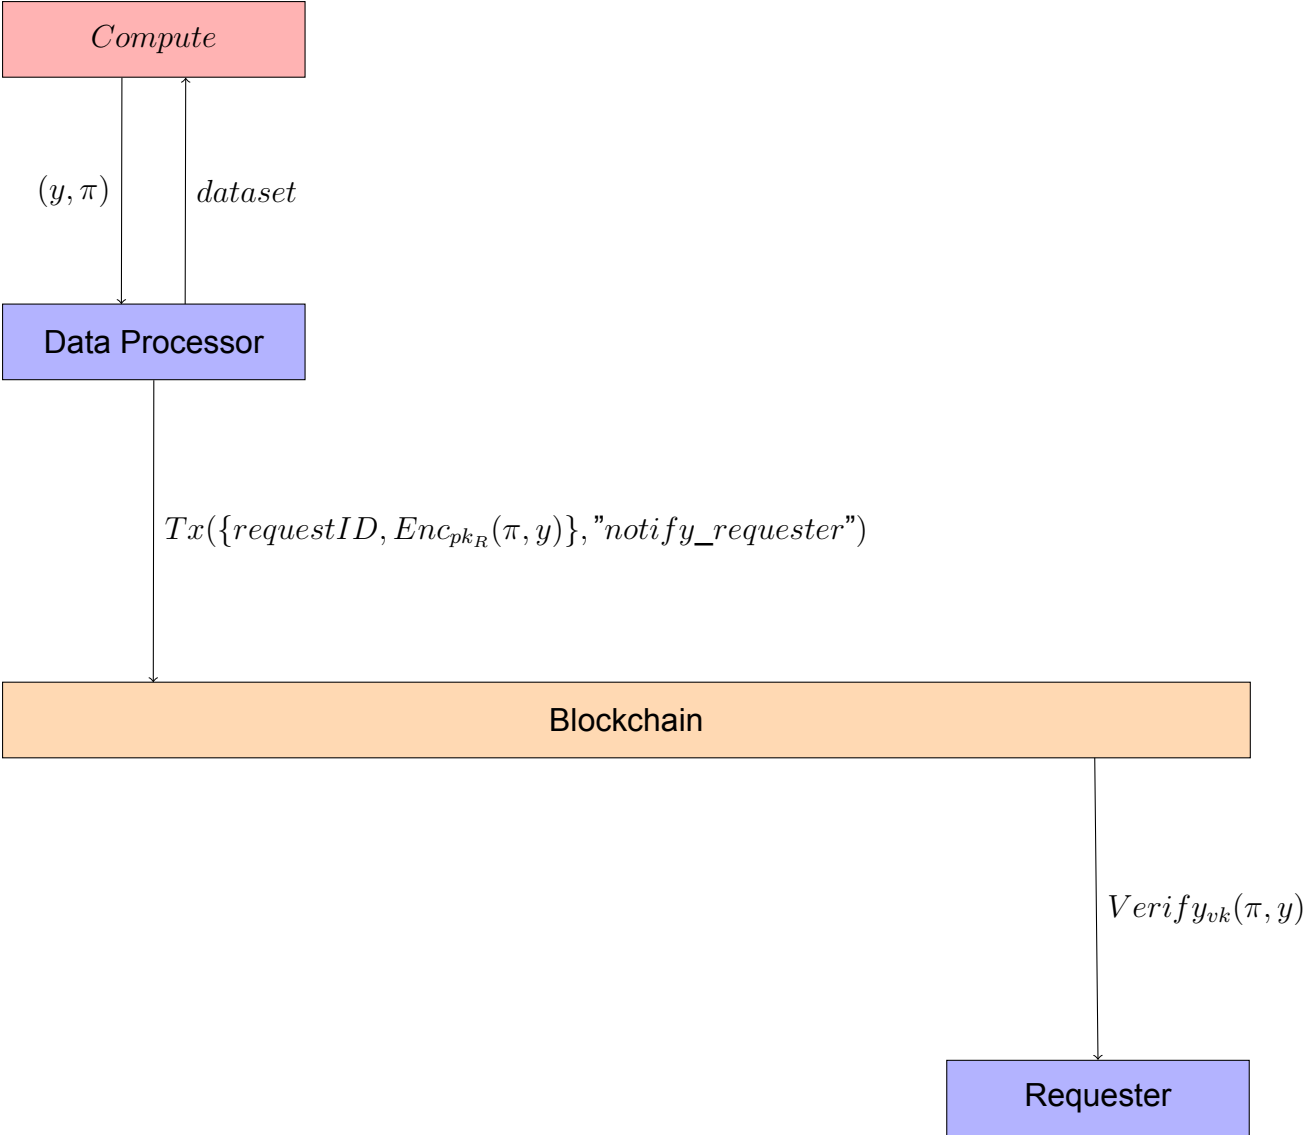 Compute
(y, π) dataset
Data Processor
Tx({requestID, Enc_{pk_R}(π, y)}, ”notify_requester”)
Blockchain
Verify_{vk}(π, y)
Requester